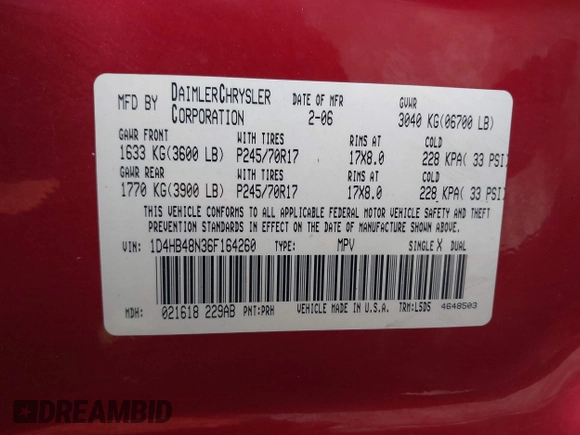 MFD BY DAIMLERCHRYSLER CORPORATION DATE OF MFR 2-06 GVWR 3040 KG(06700 LB)
GAWR FRONT WITH TIRES RIMS AT COLD
1633 KG(3600 LB) P245/70R17 17X8.0 228 KPA( 33 PSI)
GAWR REAR WITH TIRES RIMS AT COLD
1770 KG(3900 LB) P245/70R17 17X8.0 228 KPA( 33 PSI)
THIS VEHICLE CONFORMS TO ALL APPLICABLE FEDERAL MOTOR VEHICLE SAFETY AND THEFT
PREVENTION STANDARDS IN EFFECT ON THE DATE OF MANUFACTURE SHOWN ABOVE.
VIN: 1D4HB48N36F164260 TYPE: MPV SINGLE X DUAL
MDH: 021618 229AB PNT:PRH VEHICLE MADE IN U.S.A. TRM:L5D5 4648503
DREAMBID